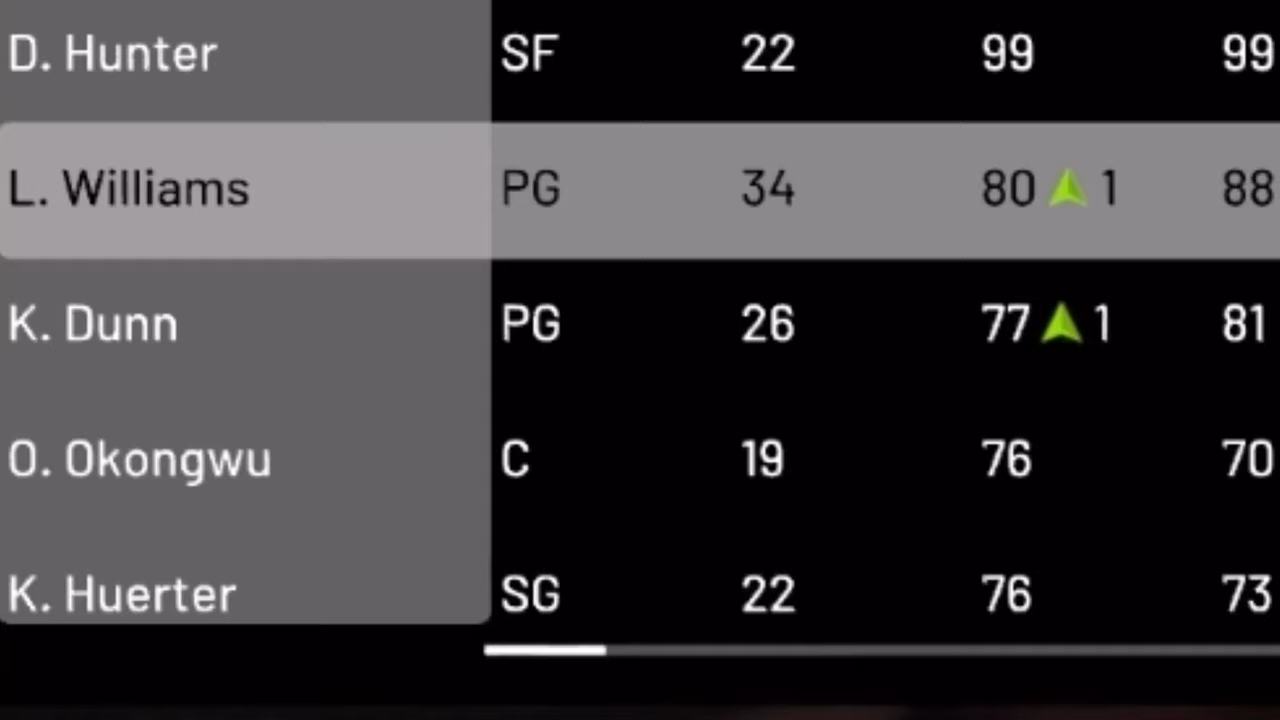 D. Hunter SF 22 99 99
L. Williams PG 34 80 1 88
K. Dunn PG 26 77 1 81
O. Okongwu C 19 76 70
K. Huerter SG 22 76 73